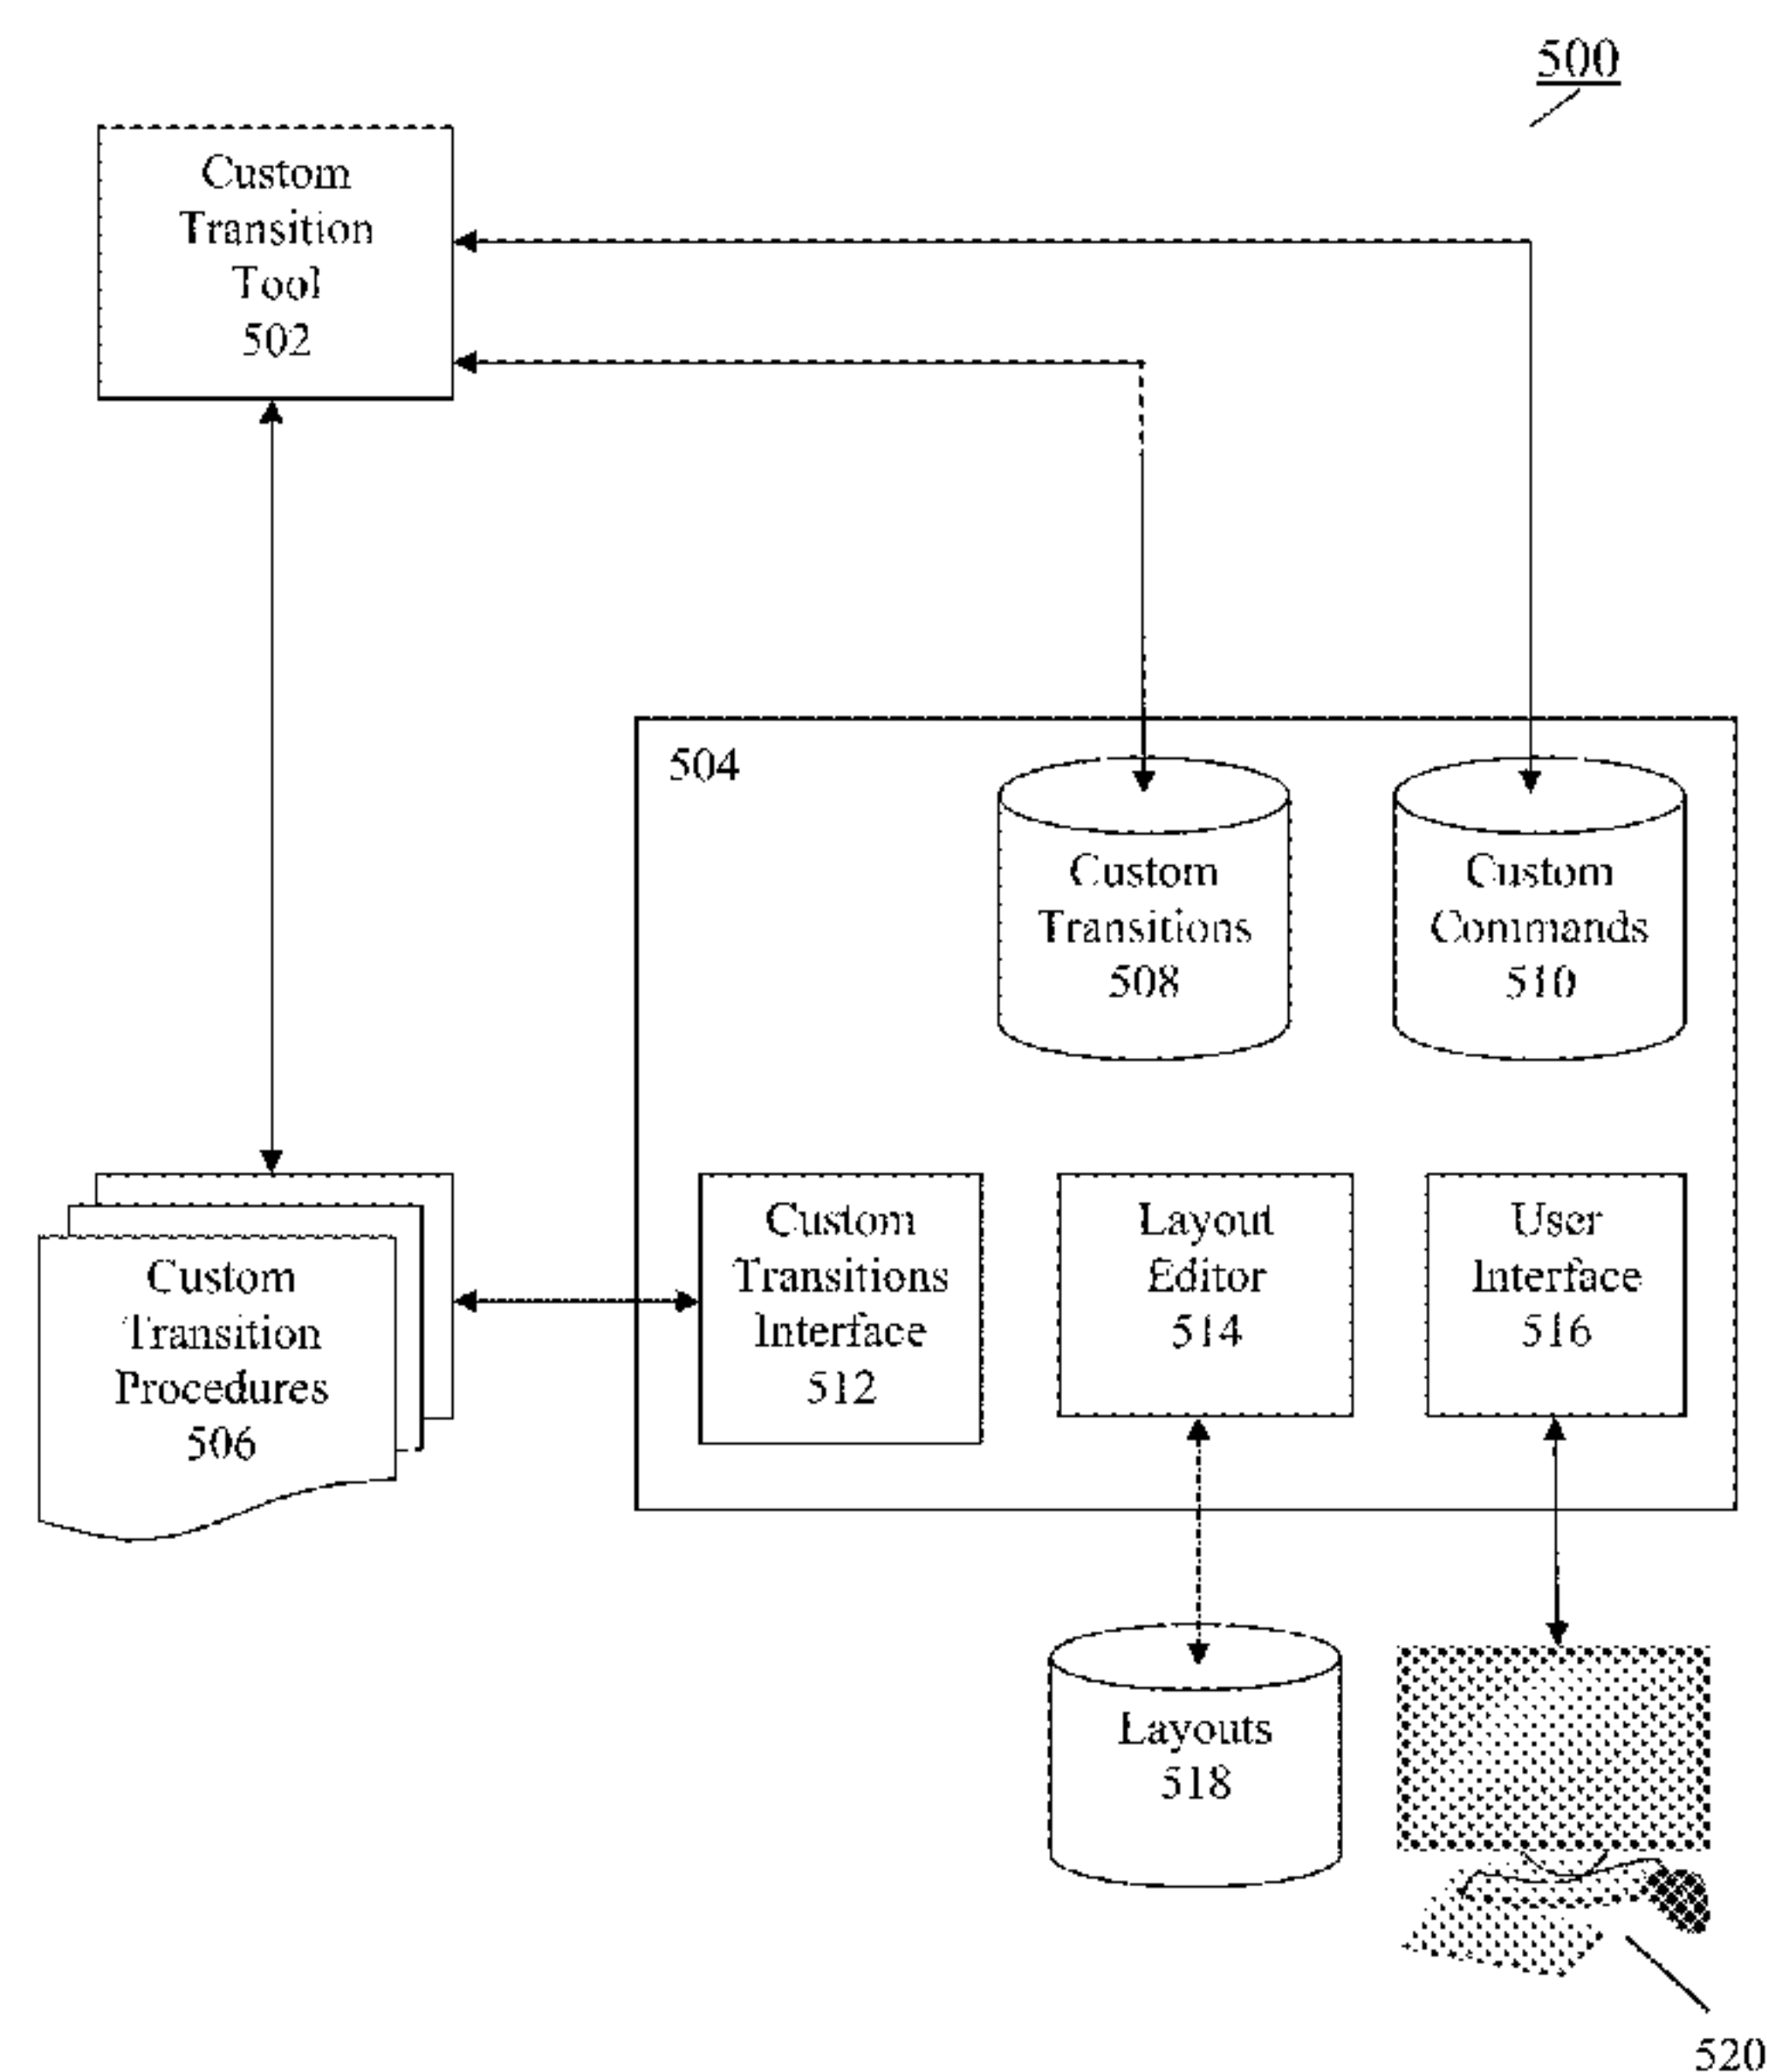 500
Custom
Transition
Tool
502
504
Custom
Transitions
508
Custom
Commands
510
Custom
Transition
Procedures
506
Custom
Transitions
Interface
512
Layout
Editor
514
User
Interface
516
Layouts
518
520